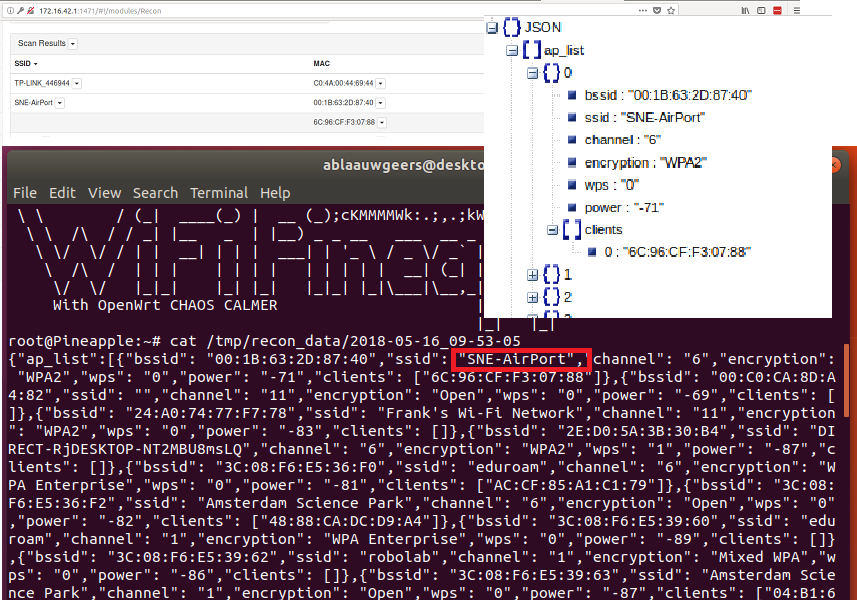 172.16.42.1:1471/#!/modules/Recon
Scan Results
SSID MAC
TP-LINK_446944 C0:4A:00:44:69:44
SNE-AirPort 00:1B:63:2D:87:40
6C:96:CF:F3:07:88
JSON
ap_list
0
bssid : "00:1B:63:2D:87:40"
ssid : "SNE-AirPort"
channel : "6"
encryption : "WPA2"
wps : "0"
power : "-71"
clients
0 : "6C:96:CF:F3:07:88"
1
2
ablaauwgeers@deskto
File Edit View Search Terminal Help
With OpenWrt CHAOS CALMER
root@Pineapple:~# cat /tmp/recon_data/2018-05-16_09-53-05
{"ap_list":[{"bssid": "00:1B:63:2D:87:40","ssid": "SNE-AirPort","channel": "6","encryption":
"WPA2","wps": "0","power": "-71","clients": ["6C:96:CF:F3:07:88"]},{"bssid": "00:C0:CA:8D:A
4:82","ssid": "","channel": "11","encryption": "Open","wps": "0","power": "-69","clients": [
]},{"bssid": "24:A0:74:77:F7:78","ssid": "Frank's Wi-Fi Network","channel": "11","encryption
": "WPA2","wps": "0","power": "-83","clients": []},{"bssid": "2E:D0:5A:3B:30:B4","ssid": "DI
RECT-RjDESKTOP-NT2MBU8msLQ","channel": "6","encryption": "WPA2","wps": "1","power": "-87","c
lients": []},{"bssid": "3C:08:F6:E5:36:F0","ssid": "eduroam","channel": "6","encryption": "W
PA Enterprise","wps": "0","power": "-81","clients": ["AC:CF:85:A1:C1:79"]},{"bssid": "3C:08:
F6:E5:36:F2","ssid": "Amsterdam Science Park","channel": "6","encryption": "Open","wps": "0"
,"power": "-82","clients": ["48:88:CA:DC:D9:A4"]},{"bssid": "3C:08:F6:E5:39:60","ssid": "edu
roam","channel": "1","encryption": "WPA Enterprise","wps": "0","power": "-89","clients": []}
,{"bssid": "3C:08:F6:E5:39:62","ssid": "robolab","channel": "1","encryption": "Mixed WPA","w
ps": "0","power": "-86","clients": []},{"bssid": "3C:08:F6:E5:39:63","ssid": "Amsterdam Scie
nce Park","channel": "1","encryption": "Open","wps": "0","power": "-87","clients": ["04:B1:6